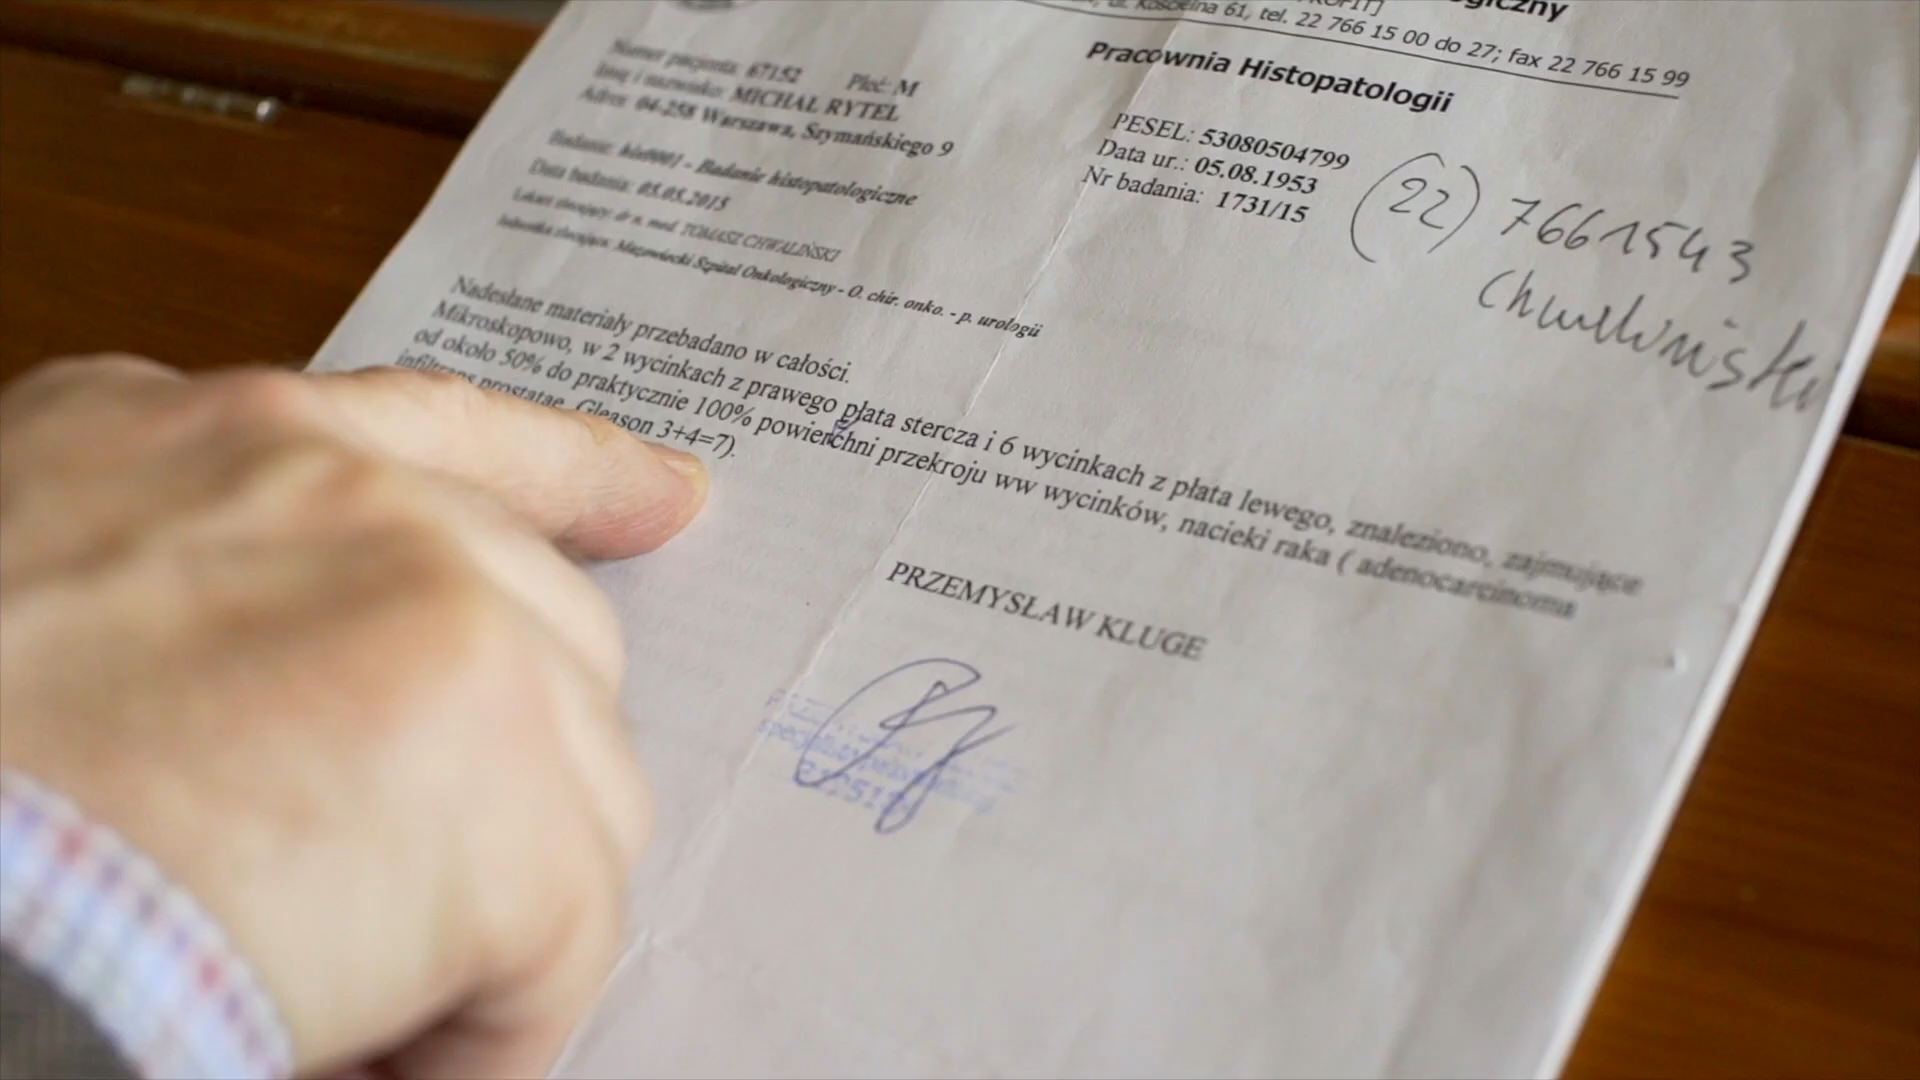 giczny
ul. Kościelna 61, tel. 22 766 15 00 do 27; fax 22 766 15 99
Pracownia Histopatologii
Numer pacjenta: 67152 Płeć: M
Imię i nazwisko: MICHAŁ RYTEL
Adres: 04-258 Warszawa, Szymańskiego 9
PESEL: 53080504799
Data ur.: 05.08.1953
Nr badania: 1731/15
(22) 7661543
Chwaliński
Badanie: - Badanie histopatologiczne
Data badania: 05.05.2015
Lekarz zlecający: dr n. med. TOMASZ CHWALIŃSKI
Jednostka zlecająca: Mazowiecki Szpital Onkologiczny - O. chir. onko. - p. urologii
Nadesłane materiały przebadano w całości.
Mikroskopowo, w 2 wycinkach z prawego płata stercza i 6 wycinkach z płata lewego, znaleziono, zajmujące
od około 50% do praktycznie 100% powierchni przekroju ww wycinków, nacieki raka ( adenocarcinoma
infiltrans prostatae, Gleason 3+4=7).
PRZEMYSŁAW KLUGE